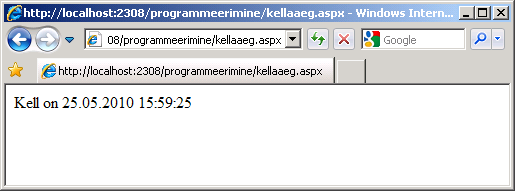 http://localhost:2308/programmeerimine/kellaaeg.aspx - Windows Intern...
08/programmeerimine/kellaaeg.aspx Google
http://localhost:2308/programmeerimine/kellaaeg.aspx
Kell on 25.05.2010 15:59:25